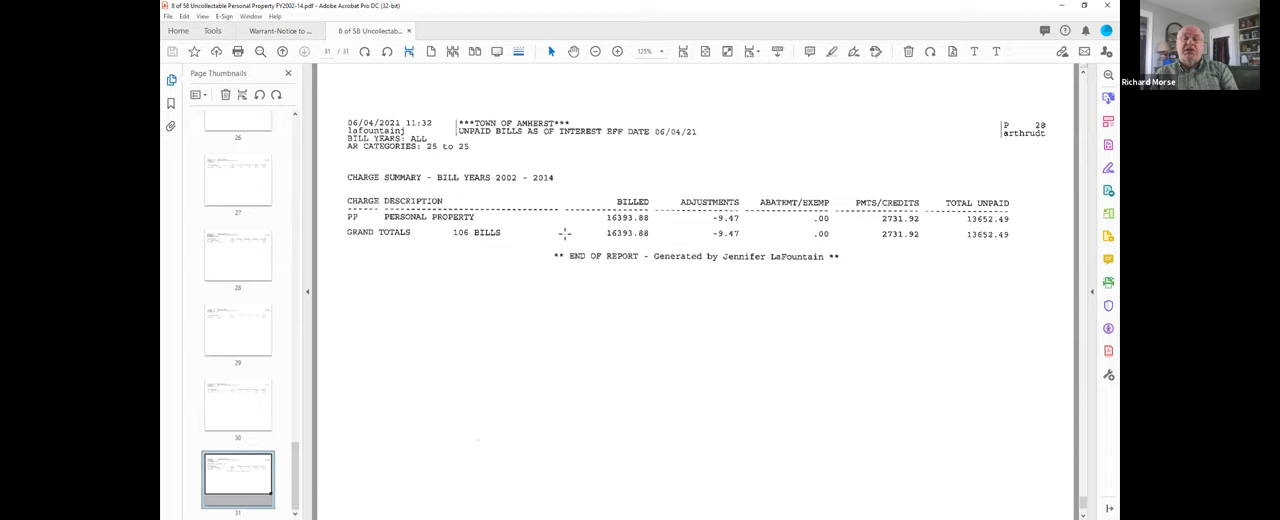 8 of 58 Uncollectable Personal Property FY2002-14.pdf - Adobe Acrobat Pro DC (32-bit)
File Edit View E-Sign Window Help
Home Tools Warrant-Notice to ... 8 of 58 Uncollectab... ×
31 / 31 125%
Page Thumbnails
26
27
28
29
30
31
06/04/2021 11:32 ***TOWN OF AMHERST*** P 28
lafountainj UNPAID BILLS AS OF INTEREST EFF DATE 06/04/21 arthrudt
BILL YEARS: ALL
AR CATEGORIES: 25 to 25
CHARGE SUMMARY - BILL YEARS 2002 - 2014
CHARGE DESCRIPTION BILLED ADJUSTMENTS ABATEMT/EXEMP PMTS/CREDITS TOTAL UNPAID
PP PERSONAL PROPERTY 16393.88 -9.47 .00 2731.92 13652.49
GRAND TOTALS 106 BILLS 16393.88 -9.47 .00 2731.92 13652.49
** END OF REPORT - Generated by Jennifer LaFountain **
Richard Morse